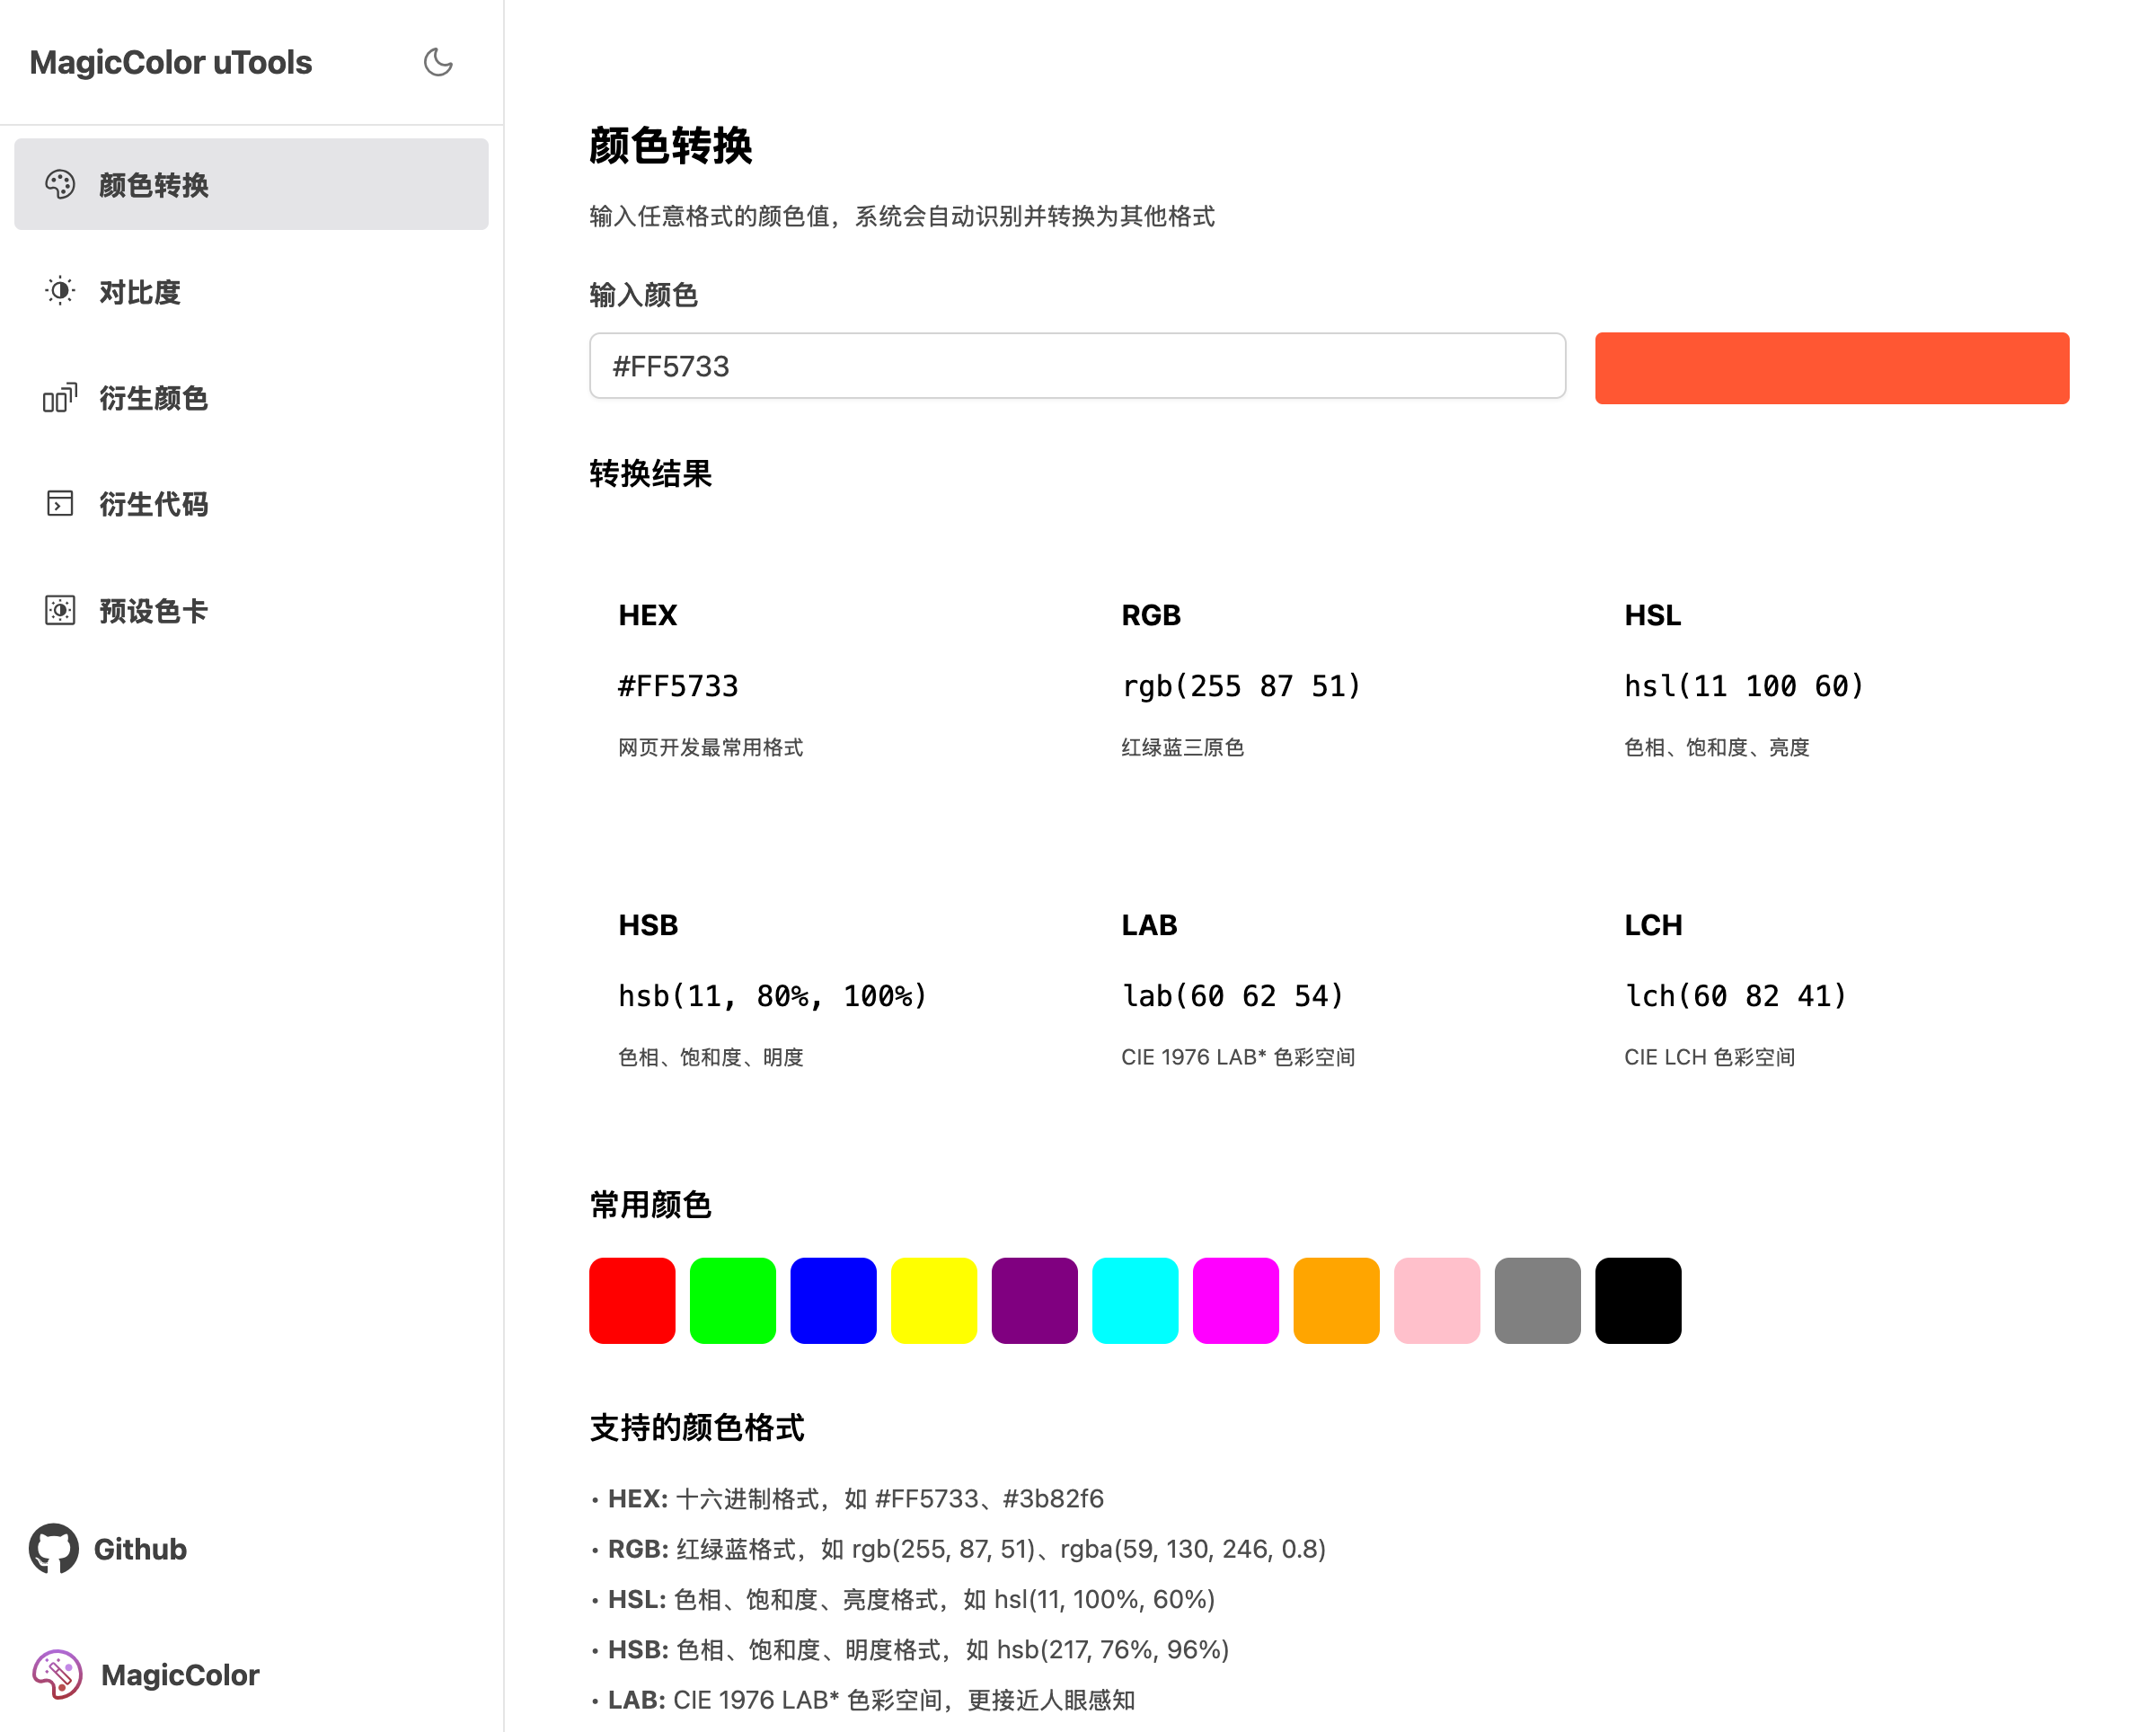 MagicColor uTools
颜色转换
对比度
衍生颜色
衍生代码
预设色卡
Github
MagicColor
颜色转换
输入任意格式的颜色值，系统会自动识别并转换为其他格式
输入颜色
#FF5733
转换结果
HEX
#FF5733
网页开发最常用格式
RGB
rgb(255 87 51)
红绿蓝三原色
HSL
hsl(11 100 60)
色相、饱和度、亮度
HSB
hsb(11, 80%, 100%)
色相、饱和度、明度
LAB
lab(60 62 54)
CIE 1976 LAB* 色彩空间
LCH
lch(60 82 41)
CIE LCH 色彩空间
常用颜色
支持的颜色格式
• HEX: 十六进制格式，如 #FF5733、#3b82f6
• RGB: 红绿蓝格式，如 rgb(255, 87, 51)、rgba(59, 130, 246, 0.8)
• HSL: 色相、饱和度、亮度格式，如 hsl(11, 100%, 60%)
• HSB: 色相、饱和度、明度格式，如 hsb(217, 76%, 96%)
• LAB: CIE 1976 LAB* 色彩空间，更接近人眼感知